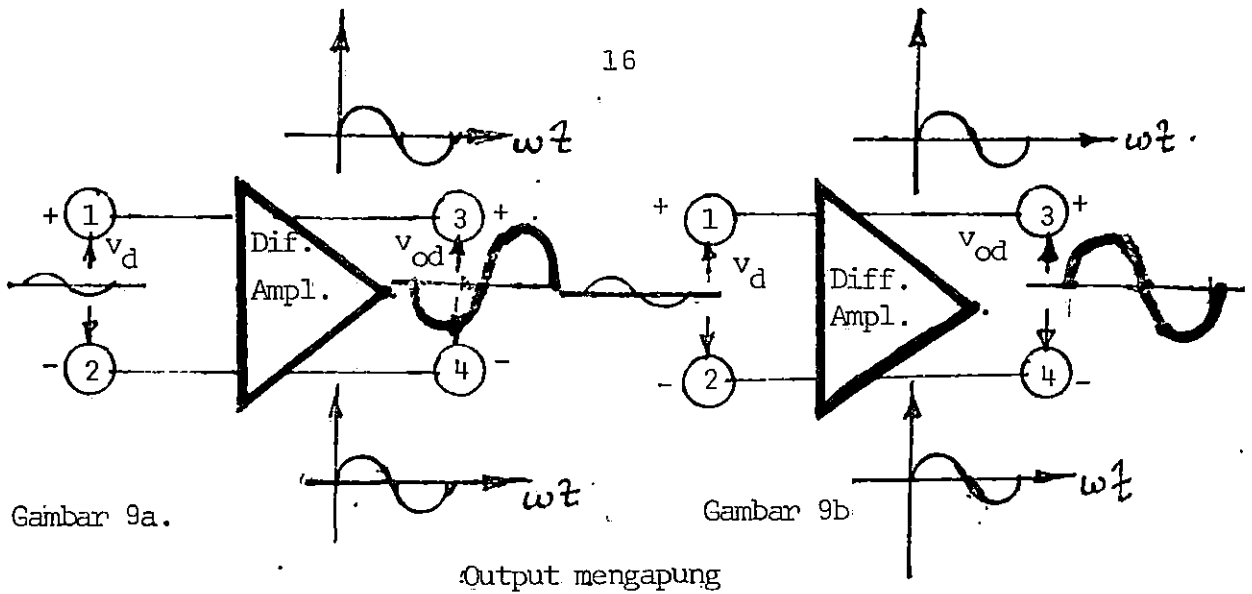 16
ωt
ωt.
+ 1
3 +
+ 1
3 +
v_d
v_od
v_d
v_od
Dif.
Ampl.
Diff.
Ampl.
- 2
4 -
- 2
4 -
ωt
ωt
Gambar 9a.
Gambar 9b
Output mengapung